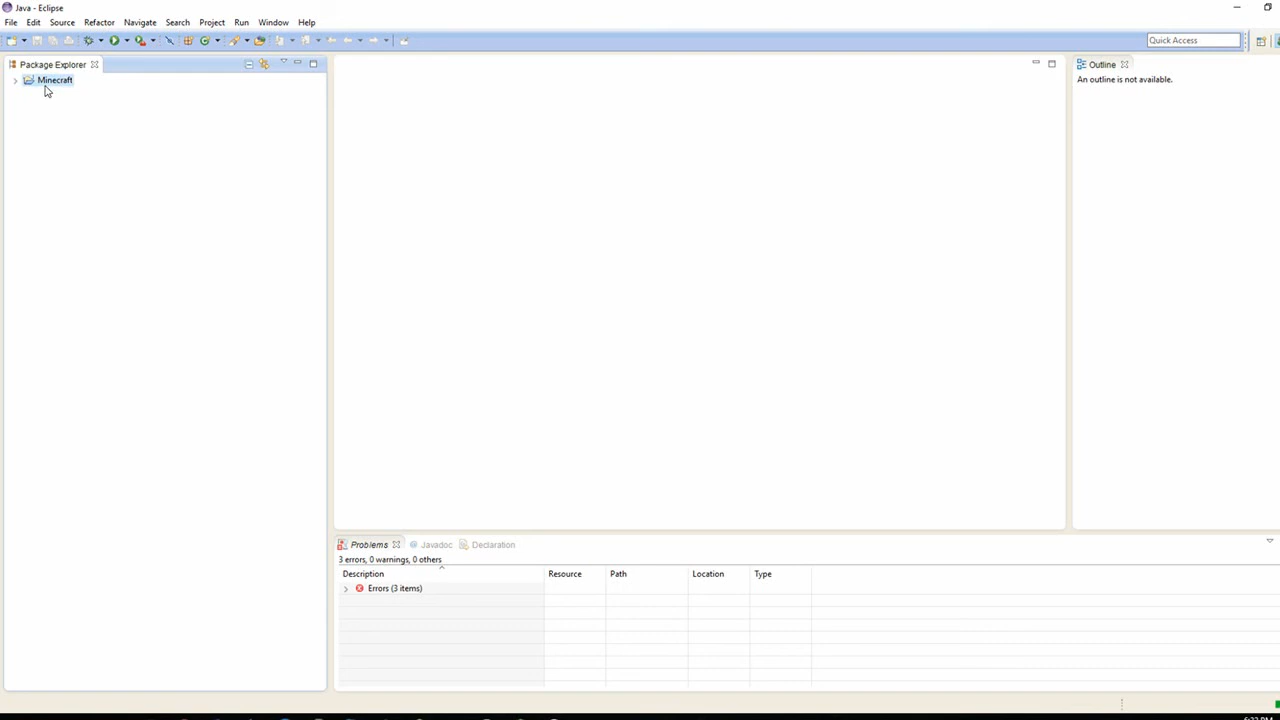 Java - Eclipse
File Edit Source Refactor Navigate Search Project Run Window Help
Quick Access
Package Explorer
Minecraft
Outline
An outline is not available.
Problems Javadoc Declaration
3 errors, 0 warnings, 0 others
Description Resource Path Location Type
Errors (3 items)